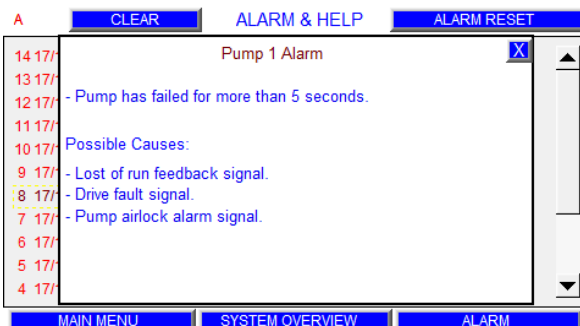 A CLEAR ALARM & HELP ALARM RESET
Pump 1 Alarm X
14 17/
13 17/
12 17/ - Pump has failed for more than 5 seconds.
11 17/
10 17/ Possible Causes:
9 17/ - Lost of run feedback signal.
8 17/ - Drive fault signal.
7 17/ - Pump airlock alarm signal.
6 17/
5 17/
4 17/
MAIN MENU SYSTEM OVERVIEW ALARM